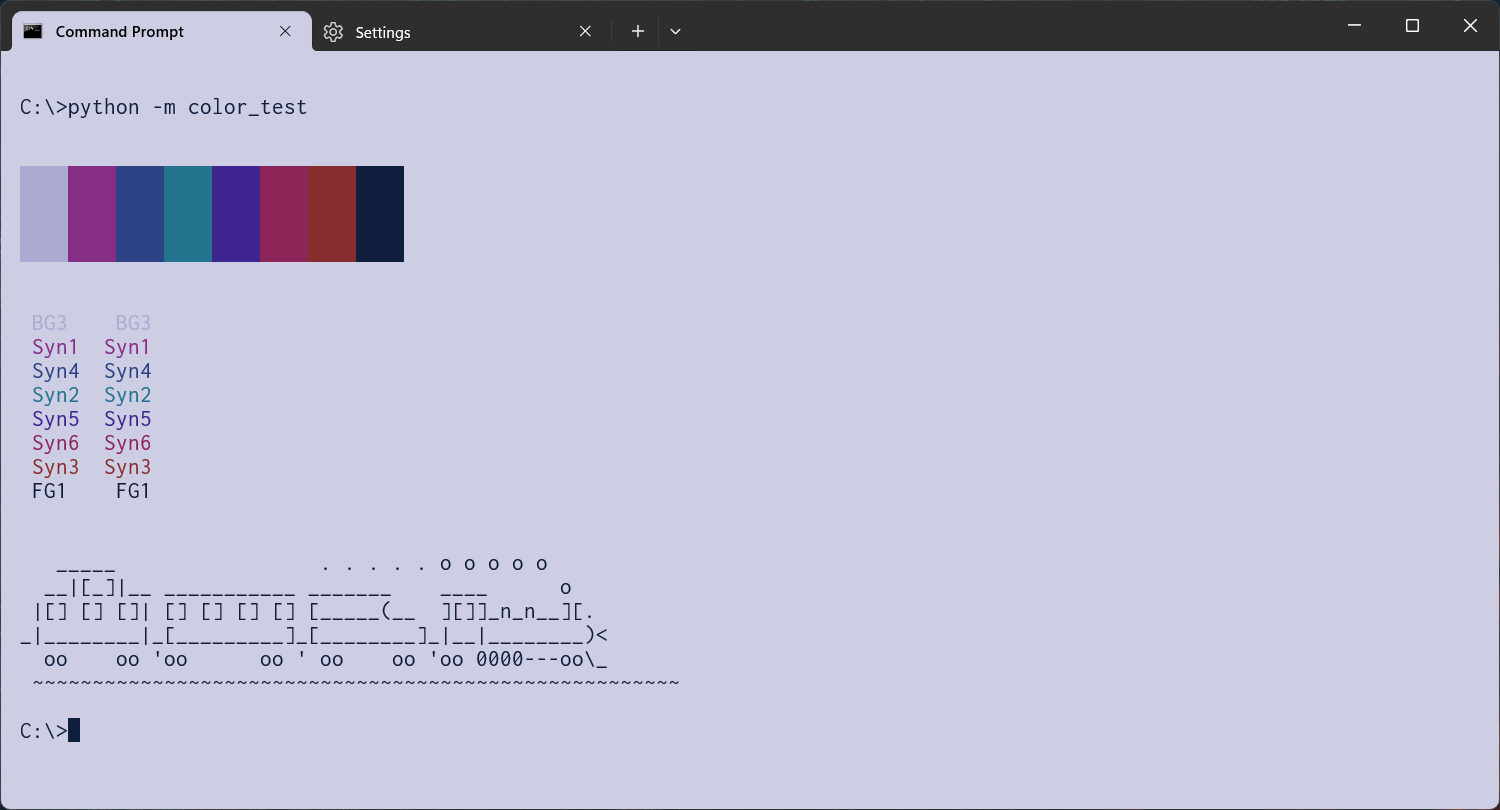 Command Prompt
Settings
C:\>python -m color_test
BG3    BG3
Syn1  Syn1
Syn4  Syn4
Syn2  Syn2
Syn5  Syn5
Syn6  Syn6
Syn3  Syn3
FG1    FG1
   _____                 . . . . . o o o o o
  __|[_]|__ ___________ _______    ____      o
 |[] [] []| [] [] [] [] [_____(__  ][]]_n_n__][.
_|________|_[_________]_[________]_|__|________)<
  oo    oo 'oo      oo ' oo    oo 'oo 0000---oo\_
 ~~~~~~~~~~~~~~~~~~~~~~~~~~~~~~~~~~~~~~~~~~~~~~~~~~~~~~
C:\>